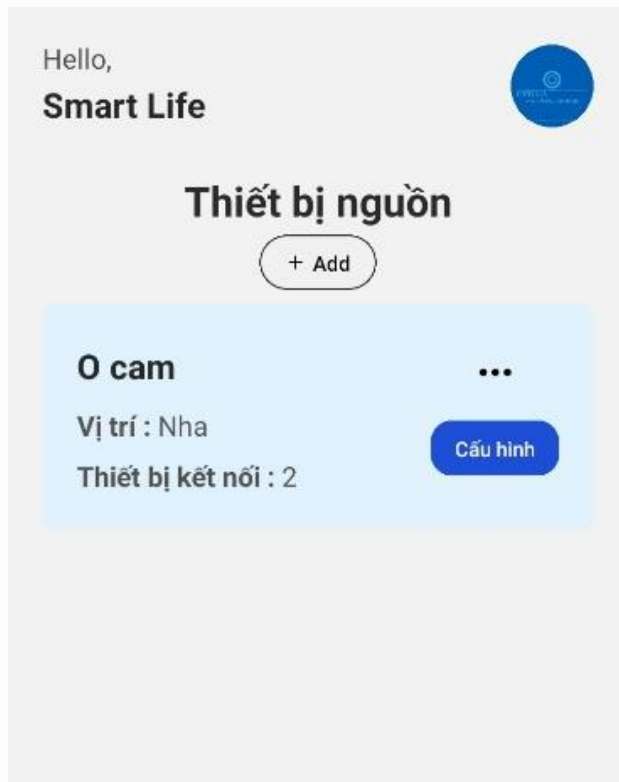 Hello,
Smart Life
Thiết bị nguồn
+ Add
O cam
...
Vị trí : Nha
Cấu hình
Thiết bị kết nối : 2